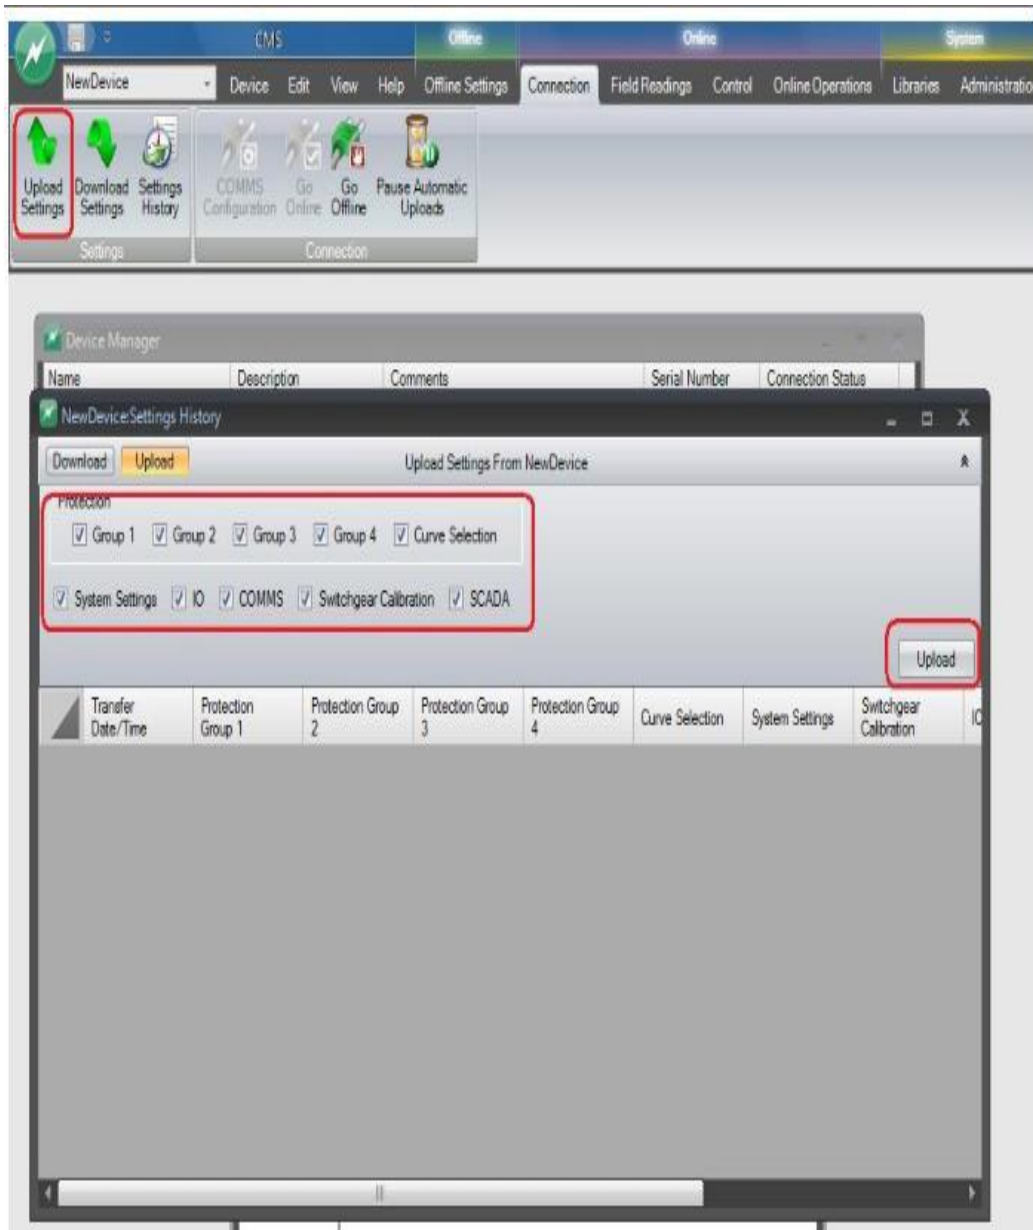 CMS Offline Online System
NewDevice Device Edit View Help Offline Settings Connection Field Readings Control Online Operations Libraries Administratio
Upload Settings
Download Settings
Settings History
COMMS Configuration
Go Online
Go Offline
Pause Automatic Uploads
Settings Connection
Device Manager
Name Description Comments Serial Number Connection Status
NewDevice:Settings History
Download Upload Upload Settings From NewDevice
Protection
Group 1 Group 2 Group 3 Group 4 Curve Selection
System Settings IO COMMS Switchgear Calibration SCADA
Upload
Transfer Date/Time
Protection Group 1
Protection Group 2
Protection Group 3
Protection Group 4
Curve Selection
System Settings
Switchgear Calibration
IO